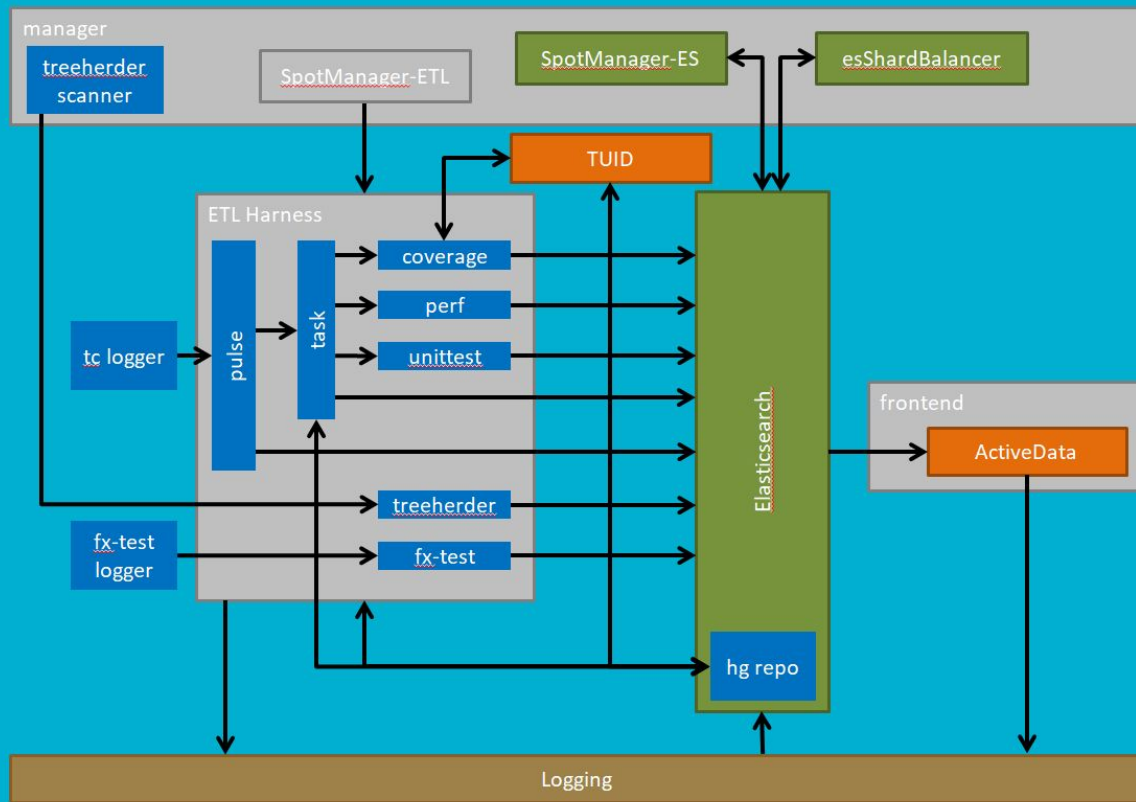 manager
treeherder
scanner
SpotManager-ETL
SpotManager-ES
esShardBalancer
TUID
ETL Harness
pulse
task
coverage
perf
unittest
treeherder
fx-test
tc logger
fx-test
logger
Elasticsearch
hg repo
frontend
ActiveData
Logging